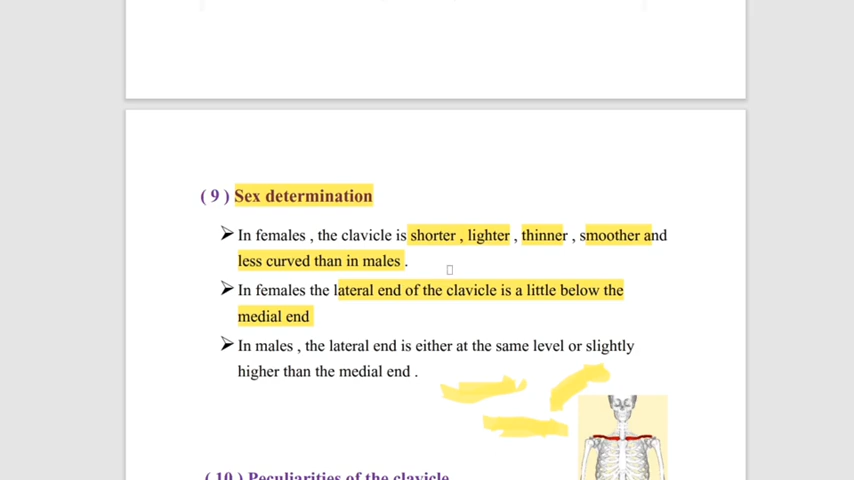 ( 9 ) Sex determination
➢ In females , the clavicle is shorter , lighter , thinner , smoother and
less curved than in males .
➢ In females the lateral end of the clavicle is a little below the
medial end
➢ In males , the lateral end is either at the same level or slightly
higher than the medial end .
( 10 ) Peculiarities of the clavicle